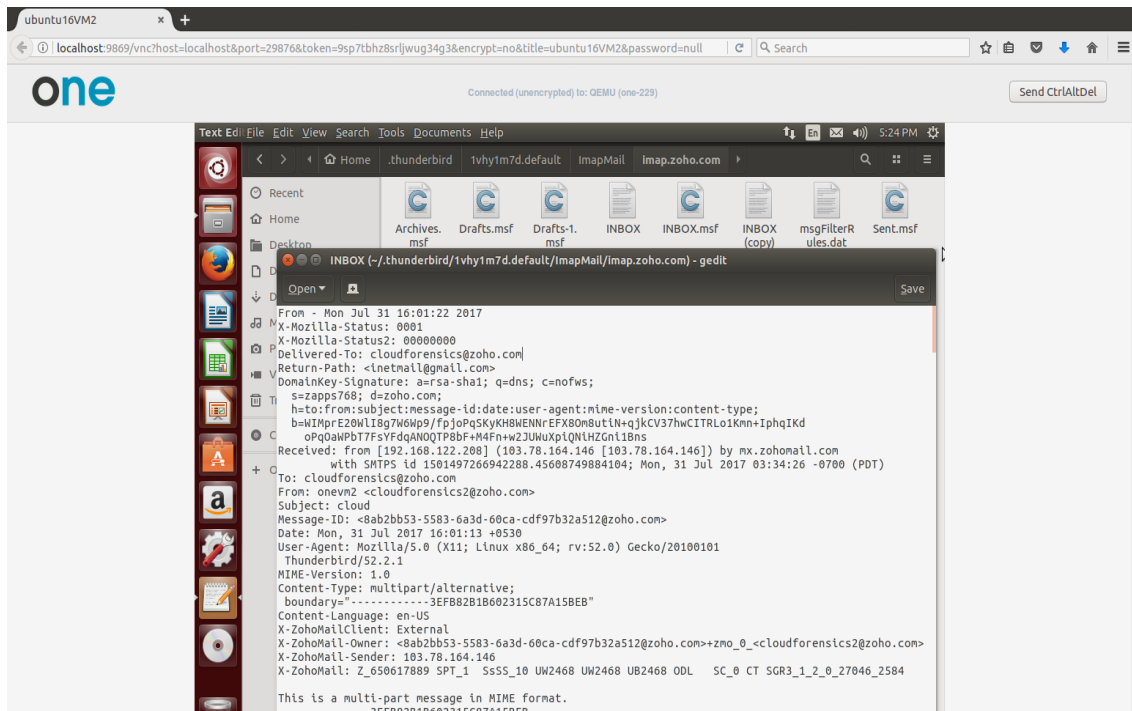 ubuntu16VM2
localhost:9869/vnc?host=localhost&port=29876&token=9sp7tbhz8srljwug34g3&encrypt=no&title=ubuntu16VM2&password=null
Search
one
Connected (unencrypted) to: QEMU (one-229)
Send CtrlAltDel
Text Edi File Edit View Search Tools Documents Help
En 5:24 PM
Home .thunderbird 1vhy1m7d.default ImapMail imap.zoho.com
Recent
Home
Desktop
Archives.msf Drafts.msf Drafts-1.msf INBOX INBOX.msf INBOX (copy) msgFilterRules.dat Sent.msf
INBOX (~/.thunderbird/1vhy1m7d.default/ImapMail/imap.zoho.com) - gedit
Open Save
From - Mon Jul 31 16:01:22 2017
X-Mozilla-Status: 0001
X-Mozilla-Status2: 00000000
Delivered-To: cloudforensics@zoho.com
Return-Path: <inetmail@gmail.com>
DomainKey-Signature: a=rsa-sha1; q=dns; c=nofws;
s=zapps768; d=zoho.com;
h=to:from:subject:message-id:date:user-agent:mime-version:content-type;
b=WIMprE20WlI8g7W6Wp9/fpjoPqSKyKH8WENNrEFX8Om8utiN+qjkCV37hwCITRLo1Kmn+IphqIKd
oPqOaWPbT7FsYFdqANOQTP8bF+M4Fn+w2JUWuXpiQNiHZGni1Bns
Received: from [192.168.122.208] (103.78.164.146 [103.78.164.146]) by mx.zohomail.com
with SMTPS id 1501497266942288.45608749884104; Mon, 31 Jul 2017 03:34:26 -0700 (PDT)
To: cloudforensics@zoho.com
From: onevm2 <cloudforensics2@zoho.com>
Subject: cloud
Message-ID: <8ab2bb53-5583-6a3d-60ca-cdf97b32a512@zoho.com>
Date: Mon, 31 Jul 2017 16:01:13 +0530
User-Agent: Mozilla/5.0 (X11; Linux x86_64; rv:52.0) Gecko/20100101
Thunderbird/52.2.1
MIME-Version: 1.0
Content-Type: multipart/alternative;
boundary="------------3EFB82B1B602315C87A15BEB"
Content-Language: en-US
X-ZohoMailClient: External
X-ZohoMail-Owner: <8ab2bb53-5583-6a3d-60ca-cdf97b32a512@zoho.com>+zmo_0_<cloudforensics2@zoho.com>
X-ZohoMail-Sender: 103.78.164.146
X-ZohoMail: Z_650617889 SPT_1 SsSS_10 UW2468 UW2468 UB2468 ODL SC_0 CT SGR3_1_2_0_27046_2584
This is a multi-part message in MIME format.